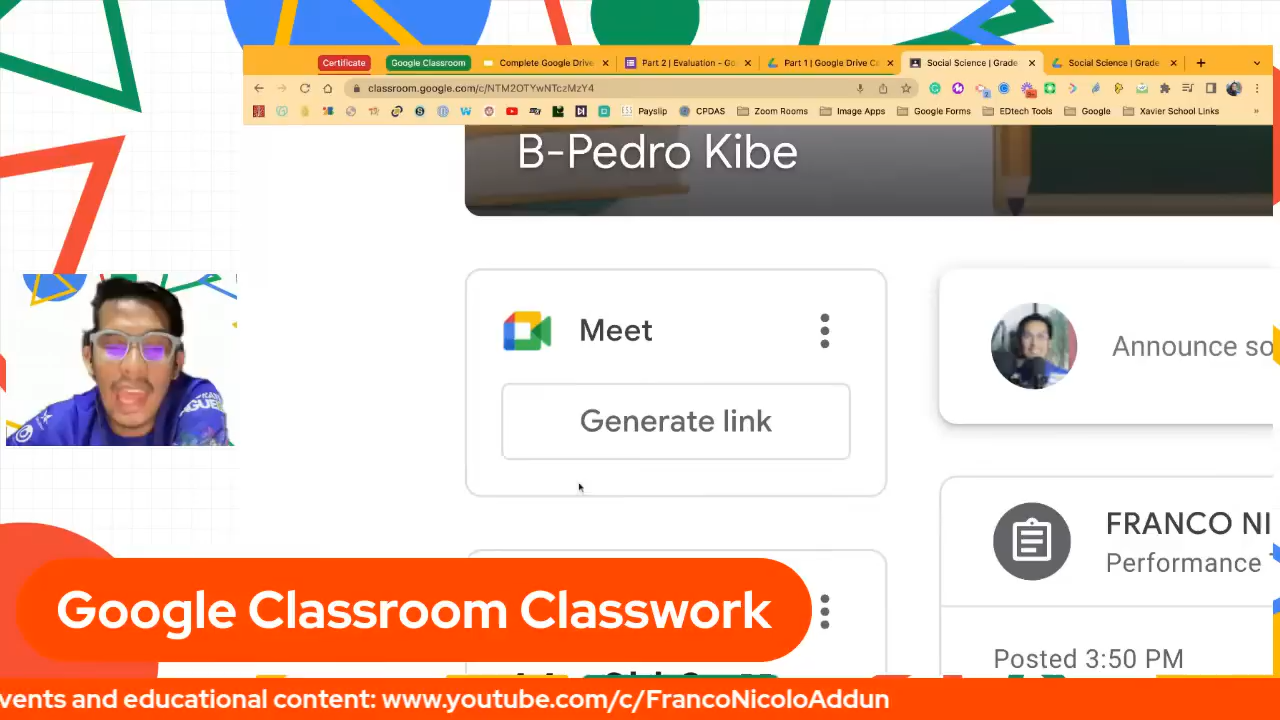 Certificate
Google Classroom
Complete Google Drive
Part 2 | Evaluation - Go
Part 1 | Google Drive C
Social Science | Grade
Social Science | Grade
classroom.google.com/c/NTM2OTYwNTczMzY4
Payslip
CPDAS
Zoom Rooms
Image Apps
Google Forms
EDtech Tools
Google
Xavier School Links
B-Pedro Kibe
Meet
Generate link
Announce so
FRANCO NI
Performance
Posted 3:50 PM
Google Classroom Classwork
vents and educational content: www.youtube.com/c/FrancoNicoloAddun